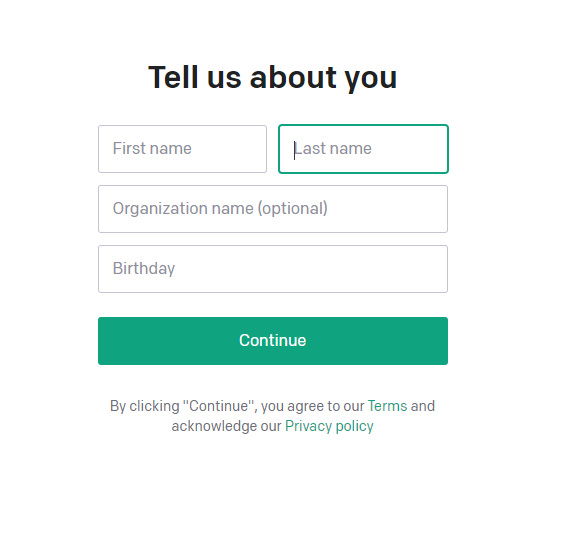 Tell us about you
First name
Last name
Organization name (optional)
Birthday
Continue
By clicking "Continue", you agree to our Terms and
acknowledge our Privacy policy